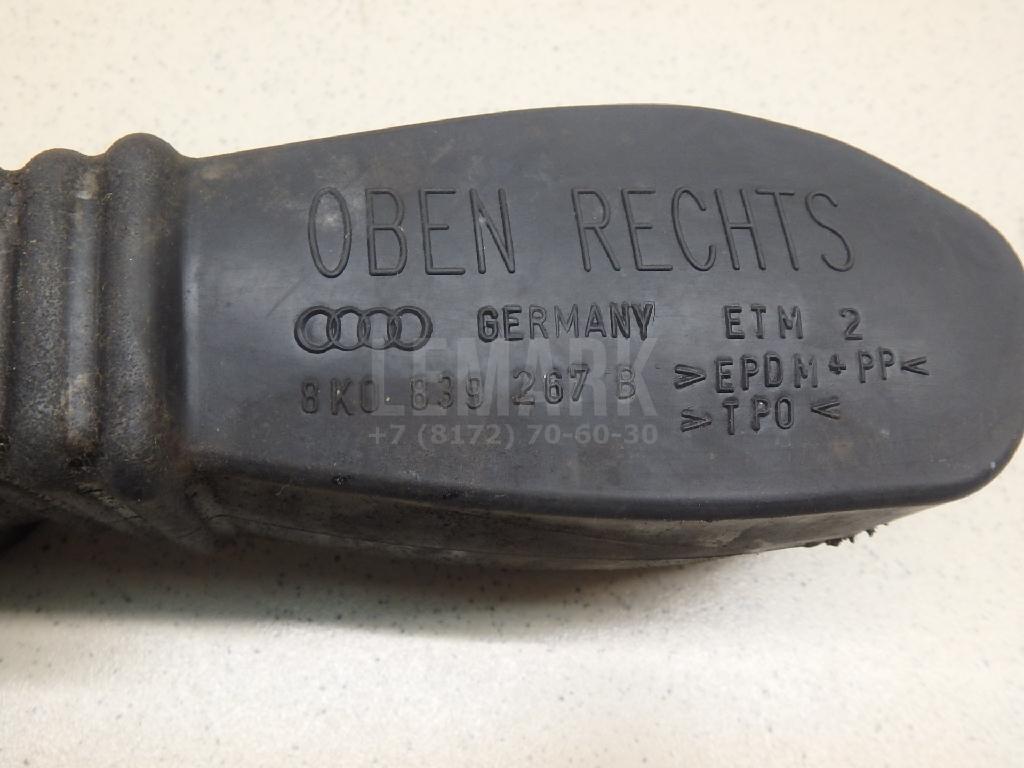 OBEN RECHTS
GERMANY ETM 2
8K0 839 267 B >EPDM+PP<
>TPO<
LEMARK
+7 (8172) 70-60-30